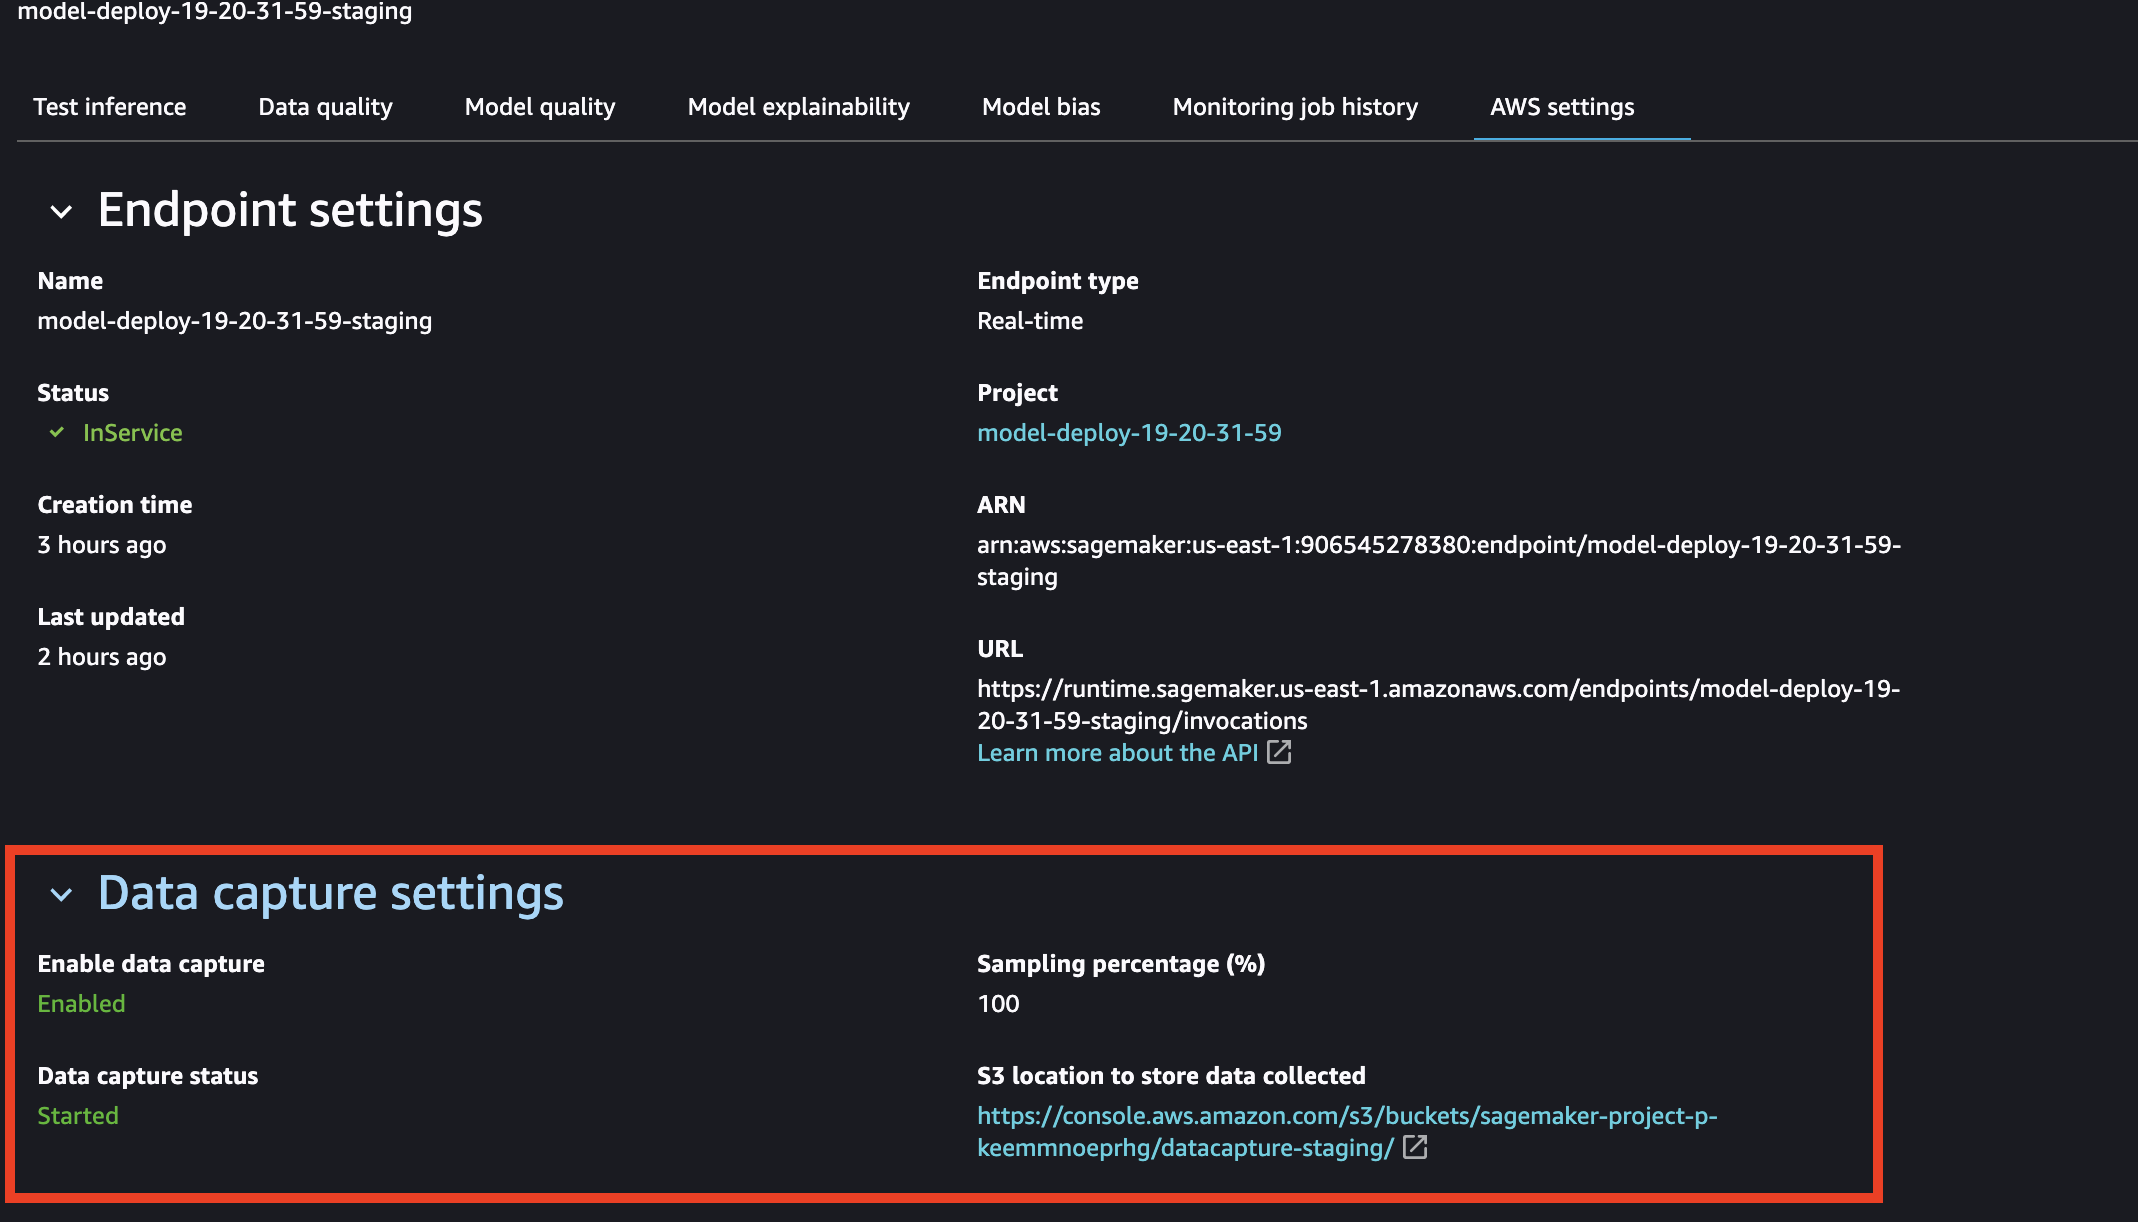 model-deploy-19-20-31-59-staging
Test inference
Data quality
Model quality
Model explainability
Model bias
Monitoring job history
AWS settings
Endpoint settings
Name
model-deploy-19-20-31-59-staging
Status
InService
Creation time
3 hours ago
Last updated
2 hours ago
Endpoint type
Real-time
Project
model-deploy-19-20-31-59
ARN
arn:aws:sagemaker:us-east-1:906545278380:endpoint/model-deploy-19-20-31-59-
staging
URL
https://runtime.sagemaker.us-east-1.amazonaws.com/endpoints/model-deploy-19-
20-31-59-staging/invocations
Learn more about the API
Data capture settings
Enable data capture
Enabled
Data capture status
Started
Sampling percentage (%)
100
S3 location to store data collected
https://console.aws.amazon.com/s3/buckets/sagemaker-project-p-
keemmnoeprhg/datacapture-staging/